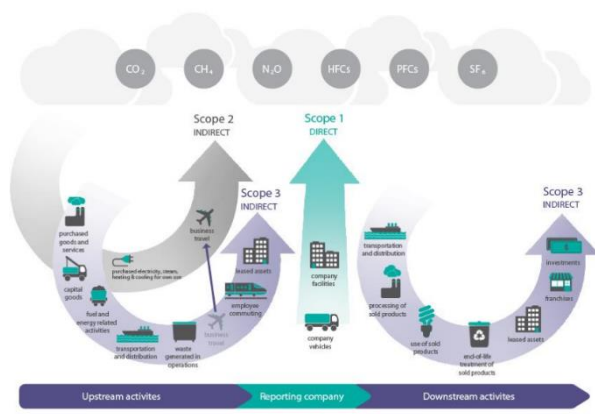 CO₂
CH₄
N₂O
HFCs
PFCs
SF₆
Scope 2
INDIRECT
Scope 1
DIRECT
Scope 3
INDIRECT
Scope 3
INDIRECT
purchased
goods and
services
capital
goods
fuel and
energy related
activities
transportation
and distribution
waste
generated in
operations
business
travel
purchased electricity, steam,
heating & cooling for own use
business
travel
leased assets
employee
commuting
company
facilities
company
vehicles
transportation
and distribution
processing of
sold products
use of sold
products
end-of-life
treatment of
sold products
leased assets
franchises
investments
Upstream activites
Reporting company
Downstream activites